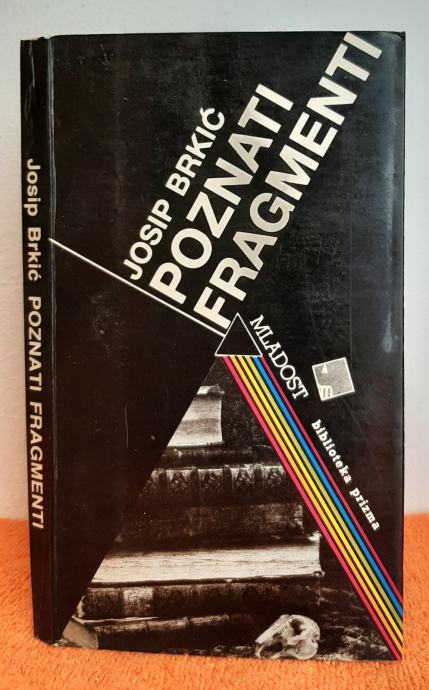 Josip Brkić POZNATI FRAGMENTI
JOSIP BRKIĆ
POZNATI
FRAGMENTI
MLADOST
biblioteka prizma